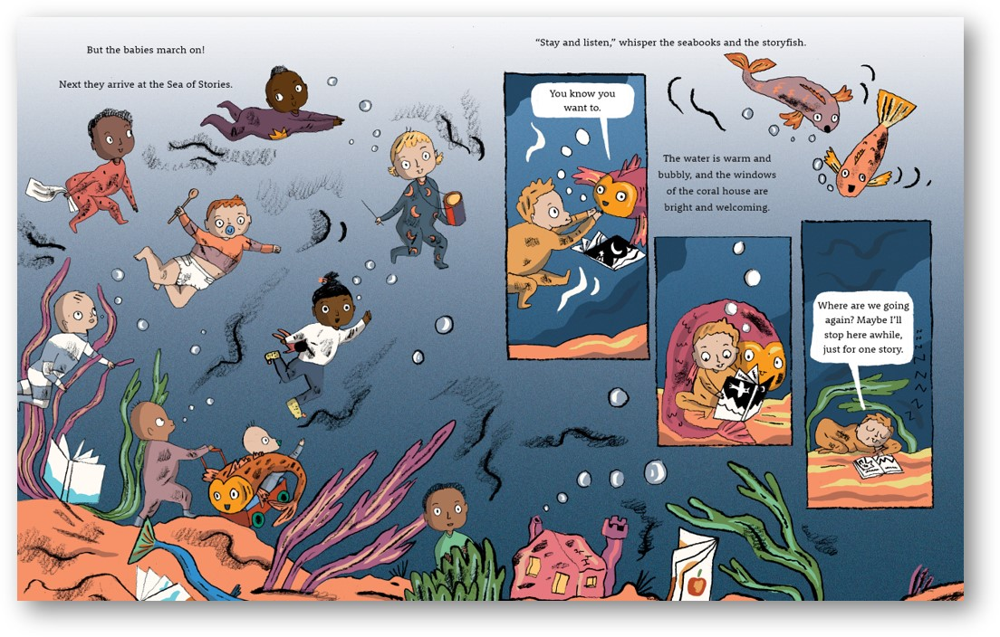 But the babies march on!
Next they arrive at the Sea of Stories.
“Stay and listen,” whisper the seabooks and the storyfish.
You know you
want to.
The water is warm and
bubbly, and the windows
of the coral house are
bright and welcoming.
Where are we going
again? Maybe I’ll
stop here awhile,
just for one story.
z z z z z z z z